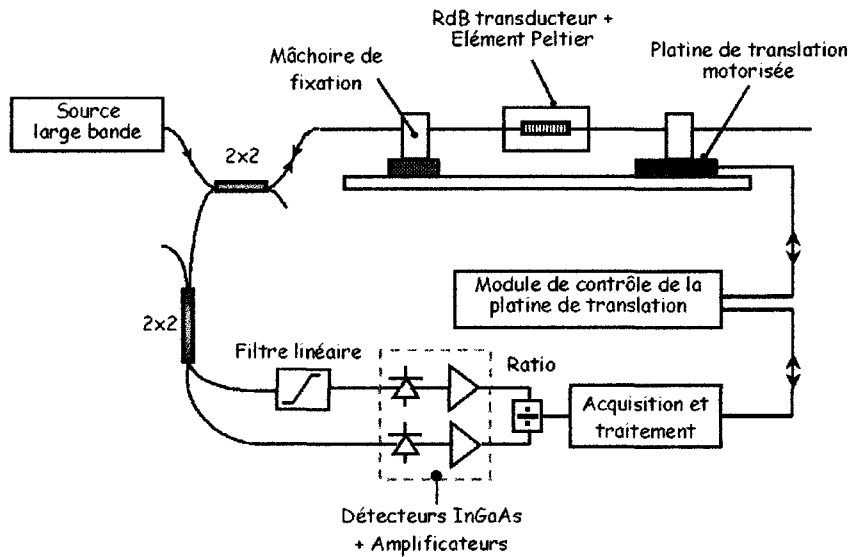 RdB transducteur +
Elément Peltier
Mâchoire de
fixation
Platine de translation
motorisée
Source
large bande
2x2
Module de contrôle de la
platine de translation
2x2
Filtre linéaire
Ratio
÷
Acquisition et
traitement
Détecteurs InGaAs
+ Amplificateurs